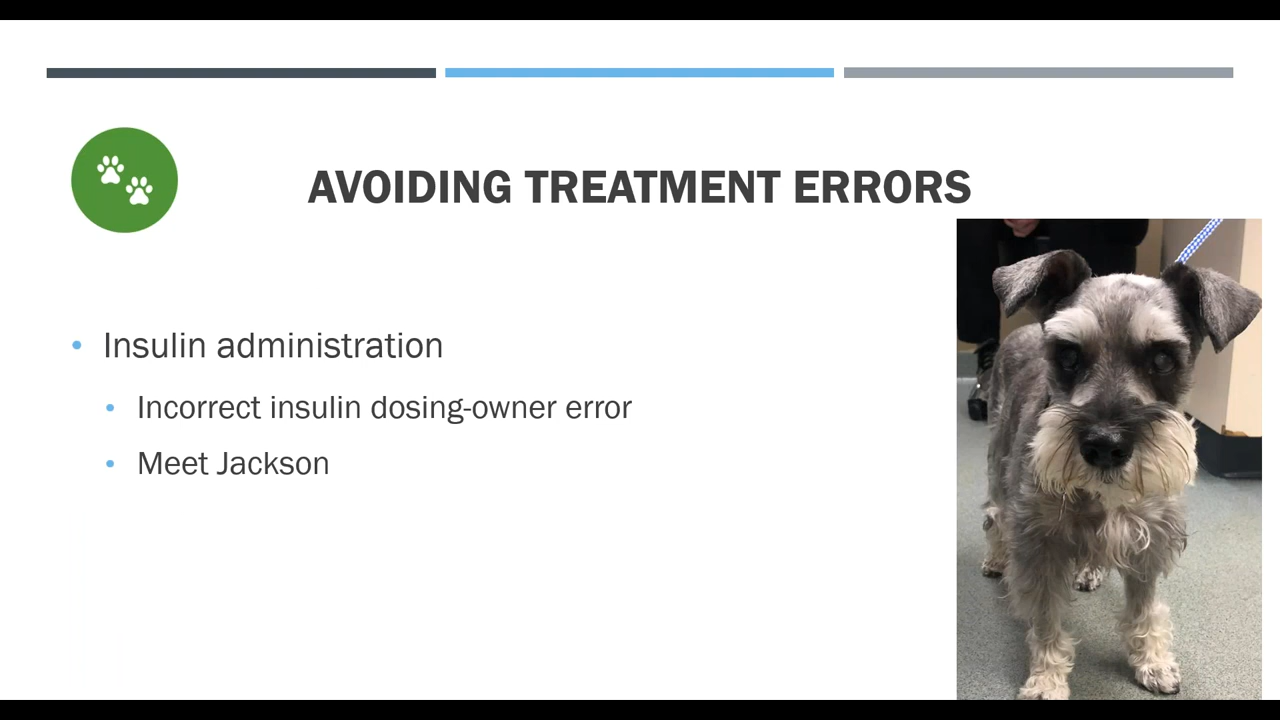 AVOIDING TREATMENT ERRORS
Insulin administration
Incorrect insulin dosing-owner error
Meet Jackson